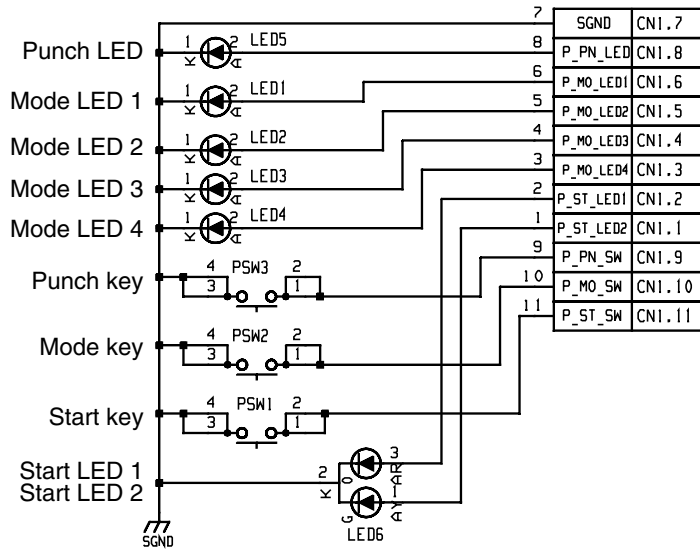 7 SGND CN1.7
Punch LED 1 K 2 A LED5 8 P_PN_LED CN1.8
Mode LED 1 1 K 2 A LED1 6 P_MO_LED1 CN1.6
Mode LED 2 1 K 2 A LED2 5 P_MO_LED2 CN1.5
Mode LED 3 1 K 2 A LED3 4 P_MO_LED3 CN1.4
Mode LED 4 1 K 2 A LED4 3 P_MO_LED4 CN1.3
2 P_ST_LED1 CN1.2
1 P_ST_LED2 CN1.1
9 P_PN_SW CN1.9
10 P_MO_SW CN1.10
11 P_ST_SW CN1.11
Punch key 4 3 PSW3 2 1
Mode key 4 3 PSW2 2 1
Start key 4 3 PSW1 2 1
Start LED 1
Start LED 2
2 K O 3 AR
G 1 AY
LED6
SGND